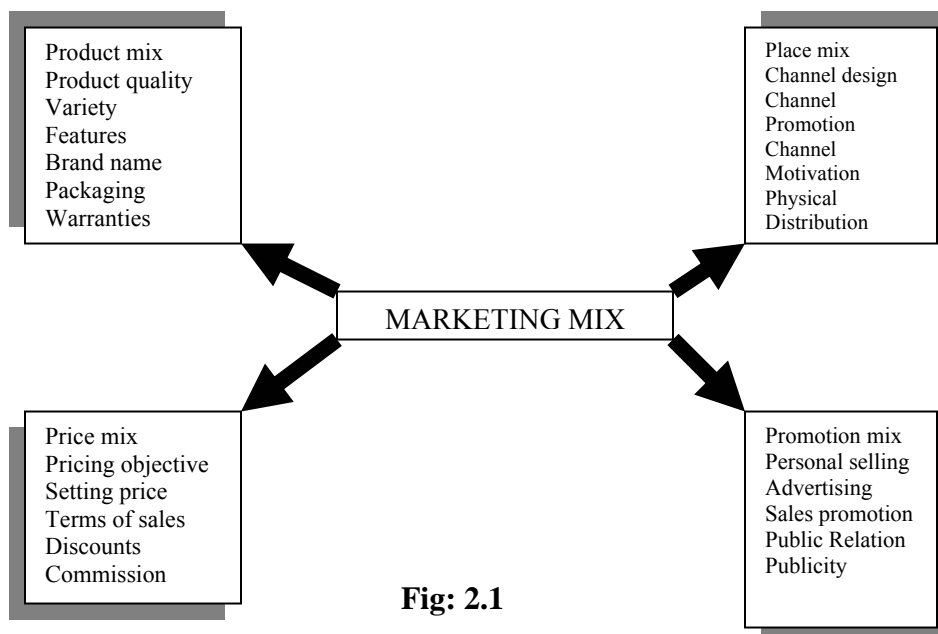 Product mix
Product quality
Variety
Features
Brand name
Packaging
Warranties
Place mix
Channel design
Channel
Promotion
Channel
Motivation
Physical
Distribution
MARKETING MIX
Price mix
Pricing objective
Setting price
Terms of sales
Discounts
Commission
Promotion mix
Personal selling
Advertising
Sales promotion
Public Relation
Publicity
Fig: 2.1